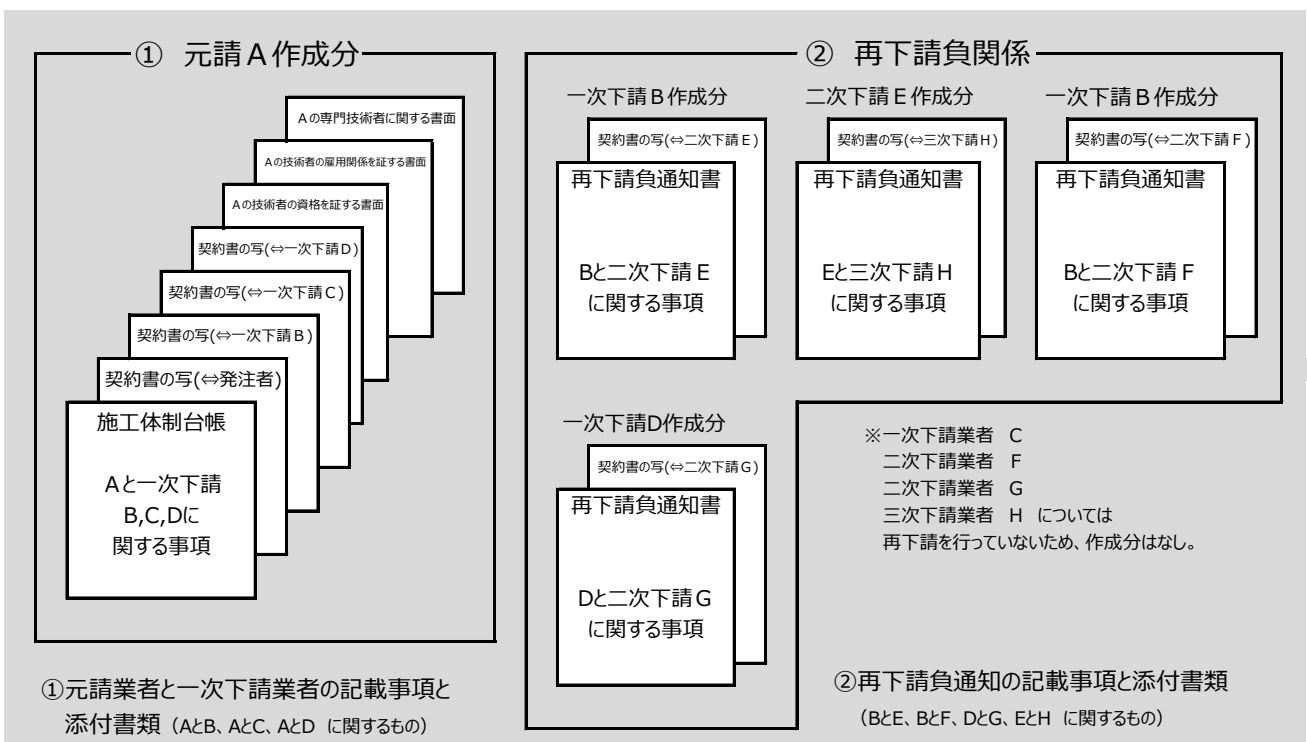 ① 元請A作成分
Aの専門技術者に関する書面
Aの技術者の雇用関係を証する書面
Aの技術者の資格を証する書面
契約書の写(⇔一次下請D)
契約書の写(⇔一次下請C)
契約書の写(⇔一次下請B)
契約書の写(⇔発注者)
施工体制台帳
Aと一次下請
B,C,Dに
関する事項
①元請業者と一次下請業者の記載事項と
添付書類（AとB、AとC、AとD に関するもの）
② 再下請負関係
一次下請B作成分
契約書の写(⇔二次下請E)
再下請負通知書
Bと二次下請E
に関する事項
二次下請E作成分
契約書の写(⇔三次下請H)
再下請負通知書
Eと三次下請H
に関する事項
一次下請B作成分
契約書の写(⇔二次下請F)
再下請負通知書
Bと二次下請F
に関する事項
一次下請D作成分
契約書の写(⇔二次下請G)
再下請負通知書
Dと二次下請G
に関する事項
※一次下請業者 C
二次下請業者 F
二次下請業者 G
三次下請業者 H については
再下請を行っていないため、作成分はなし。
②再下請負通知の記載事項と添付書類
（BとE、BとF、DとG、EとH に関するもの）